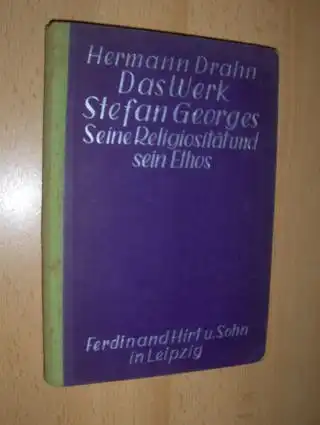 Hermann Drahn
Das Werk
Stefan Georges
Seine Religiosität und
sein Ethos
Ferdinand Hirt u. Sohn
in Leipzig